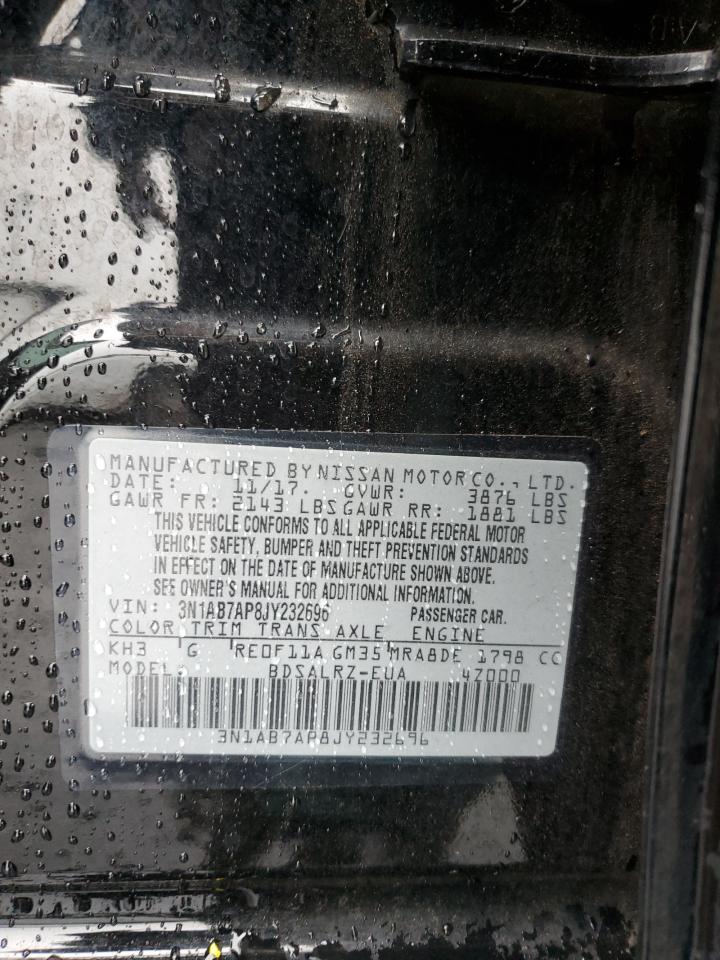 MANUFACTURED BY NISSAN MOTOR CO., LTD.
DATE: 11/17. GVWR: 3876 LBS
GAWR FR: 2143 LBS GAWR RR: 1881 LBS
THIS VEHICLE CONFORMS TO ALL APPLICABLE FEDERAL MOTOR
VEHICLE SAFETY, BUMPER AND THEFT PREVENTION STANDARDS
IN EFFECT ON THE DATE OF MANUFACTURE SHOWN ABOVE.
SEE OWNER'S MANUAL FOR ADDITIONAL INFORMATION.
VIN: 3N1AB7AP8JY232696 PASSENGER CAR.
COLOR TRIM TRANS AXLE ENGINE
KH3 G RE0F11A GM35 MRA8DE 1798 CC
MODEL: BDSALRZ-EUA 4Z000
3N1AB7AP8JY232696